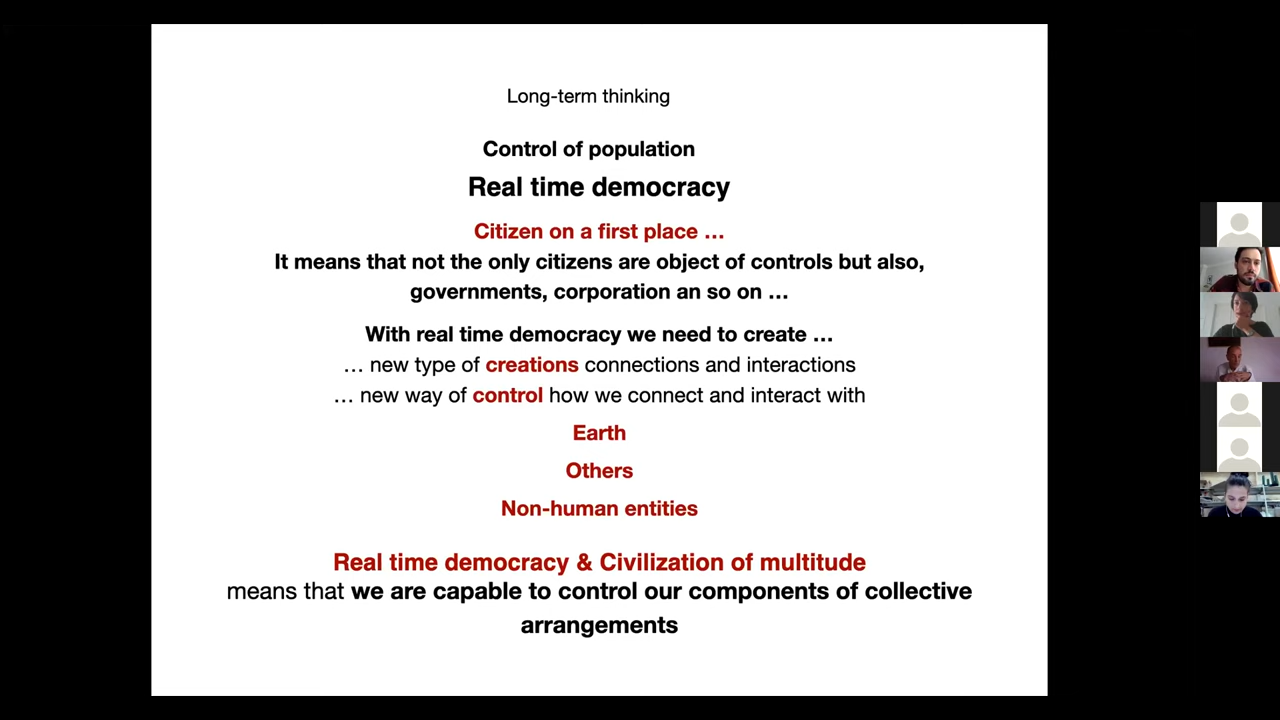 Long-term thinking
Control of population
Real time democracy
Citizen on a first place …
It means that not the only citizens are object of controls but also,
governments, corporation an so on …
With real time democracy we need to create …
… new type of creations connections and interactions
… new way of control how we connect and interact with
Earth
Others
Non-human entities
Real time democracy & Civilization of multitude
means that we are capable to control our components of collective
arrangements